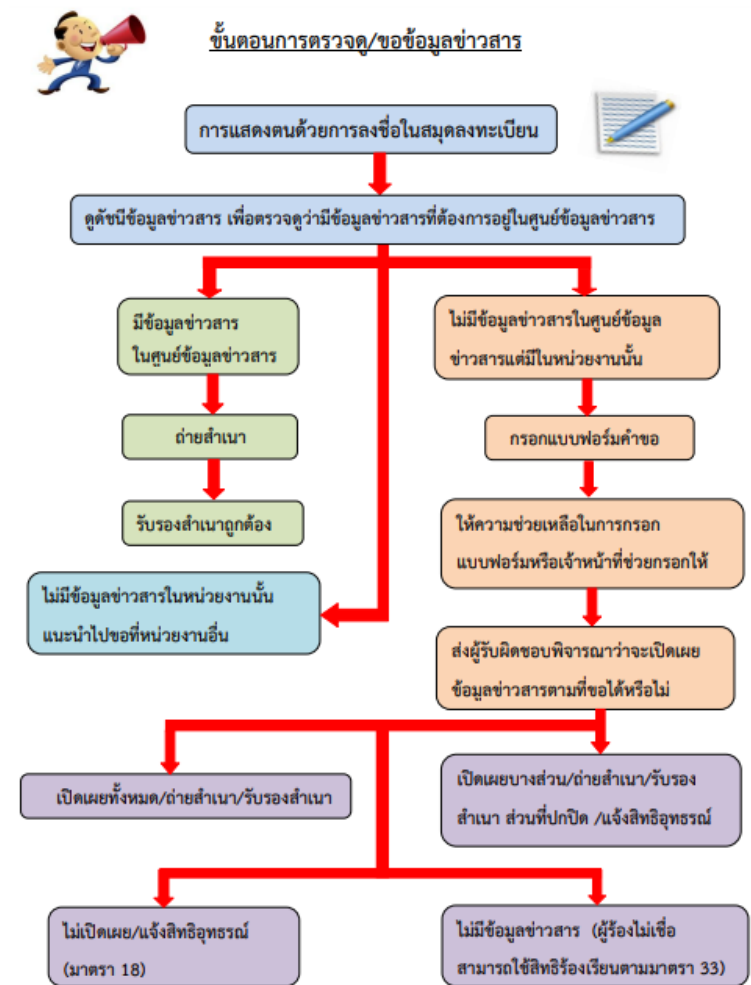 ขั้นตอนการตรวจดู/ขอข้อมูลข่าวสาร
การแสดงตนด้วยการลงชื่อในสมุดลงทะเบียน
ดูดัชนีข้อมูลข่าวสาร เพื่อตรวจดูว่ามีข้อมูลข่าวสารที่ต้องการอยู่ในศูนย์ข้อมูลข่าวสาร
มีข้อมูลข่าวสาร
ในศูนย์ข้อมูลข่าวสาร
ถ่ายสำเนา
รับรองสำเนาถูกต้อง
ไม่มีข้อมูลข่าวสารในหน่วยงานนั้น
แนะนำไปขอที่หน่วยงานอื่น
ไม่มีข้อมูลข่าวสารในศูนย์ข้อมูล
ข่าวสารแต่มีในหน่วยงานนั้น
กรอกแบบฟอร์มคำขอ
ให้ความช่วยเหลือในการกรอก
แบบฟอร์มหรือเจ้าหน้าที่ช่วยกรอกให้
ส่งผู้รับผิดชอบพิจารณาว่าจะเปิดเผย
ข้อมูลข่าวสารตามที่ขอได้หรือไม่
เปิดเผยทั้งหมด/ถ่ายสำเนา/รับรองสำเนา
เปิดเผยบางส่วน/ถ่ายสำเนา/รับรอง
สำเนา ส่วนที่ปกปิด /แจ้งสิทธิอุทธรณ์
ไม่เปิดเผย/แจ้งสิทธิอุทธรณ์
(มาตรา 18)
ไม่มีข้อมูลข่าวสาร (ผู้ร้องไม่เชื่อ
สามารถใช้สิทธิร้องเรียนตามมาตรา 33)